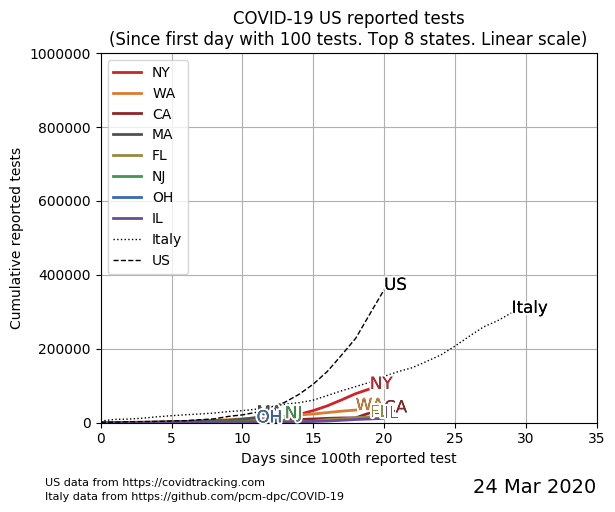 COVID-19 US reported tests
(Since first day with 100 tests. Top 8 states. Linear scale)
Cumulative reported tests
1000000
800000
600000
400000
200000
0
NY
WA
CA
MA
FL
NJ
OH
IL
Italy
US
US
Italy
NY
WA
CA
FL
IL
MA
OH
NJ
0 5 10 15 20 25 30 35
Days since 100th reported test
US data from https://covidtracking.com
Italy data from https://github.com/pcm-dpc/COVID-19
24 Mar 2020